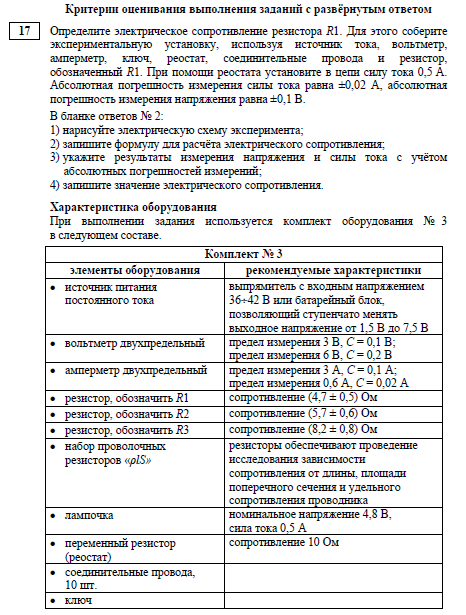 Критерии оценивания выполнения заданий с развёрнутым ответом
17
Определите электрическое сопротивление резистора R1. Для этого соберите
экспериментальную установку, используя источник тока, вольтметр,
амперметр, ключ, реостат, соединительные провода и резистор,
обозначенный R1. При помощи реостата установите в цепи силу тока 0,5 А.
Абсолютная погрешность измерения силы тока равна ±0,02 А, абсолютная
погрешность измерения напряжения равна ±0,1 В.
В бланке ответов № 2:
1) нарисуйте электрическую схему эксперимента;
2) запишите формулу для расчёта электрического сопротивления;
3) укажите результаты измерения напряжения и силы тока с учётом
абсолютных погрешностей измерений;
4) запишите значение электрического сопротивления.
Характеристика оборудования
При выполнении задания используется комплект оборудования № 3
в следующем составе.
Комплект № 3
элементы оборудования
рекомендуемые характеристики
• источник питания
постоянного тока
выпрямитель с входным напряжением
36÷42 В или батарейный блок,
позволяющий ступенчато менять
выходное напряжение от 1,5 В до 7,5 В
• вольтметр двухпредельный
предел измерения 3 В, C = 0,1 В;
предел измерения 6 В, C = 0,2 В
• амперметр двухпредельный
предел измерения 3 А, C = 0,1 А;
предел измерения 0,6 А, C = 0,02 А
• резистор, обозначить R1
сопротивление (4,7 ± 0,5) Ом
• резистор, обозначить R2
сопротивление (5,7 ± 0,6) Ом
• резистор, обозначить R3
сопротивление (8,2 ± 0,8) Ом
• набор проволочных
резисторов «ρlS»
резисторы обеспечивают проведение
исследования зависимости
сопротивления от длины, площади
поперечного сечения и удельного
сопротивления проводника
• лампочка
номинальное напряжение 4,8 В,
сила тока 0,5 А
• переменный резистор
(реостат)
сопротивление 10 Ом
• соединительные провода,
10 шт.
• ключ